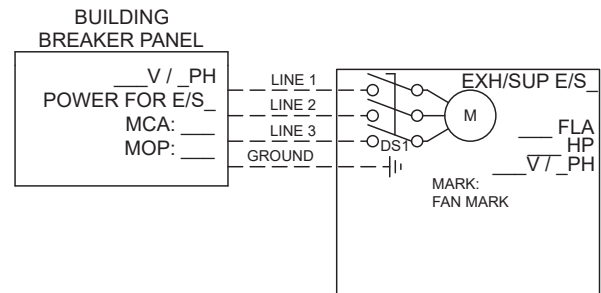 BUILDING
BREAKER PANEL
___V / _PH
POWER FOR E/S_
MCA: ___
MOP: ___
LINE 1
LINE 2
LINE 3
GROUND
EXH/SUP E/S_
M
DS1
___ FLA
___ HP
___V / _PH
MARK:
FAN MARK